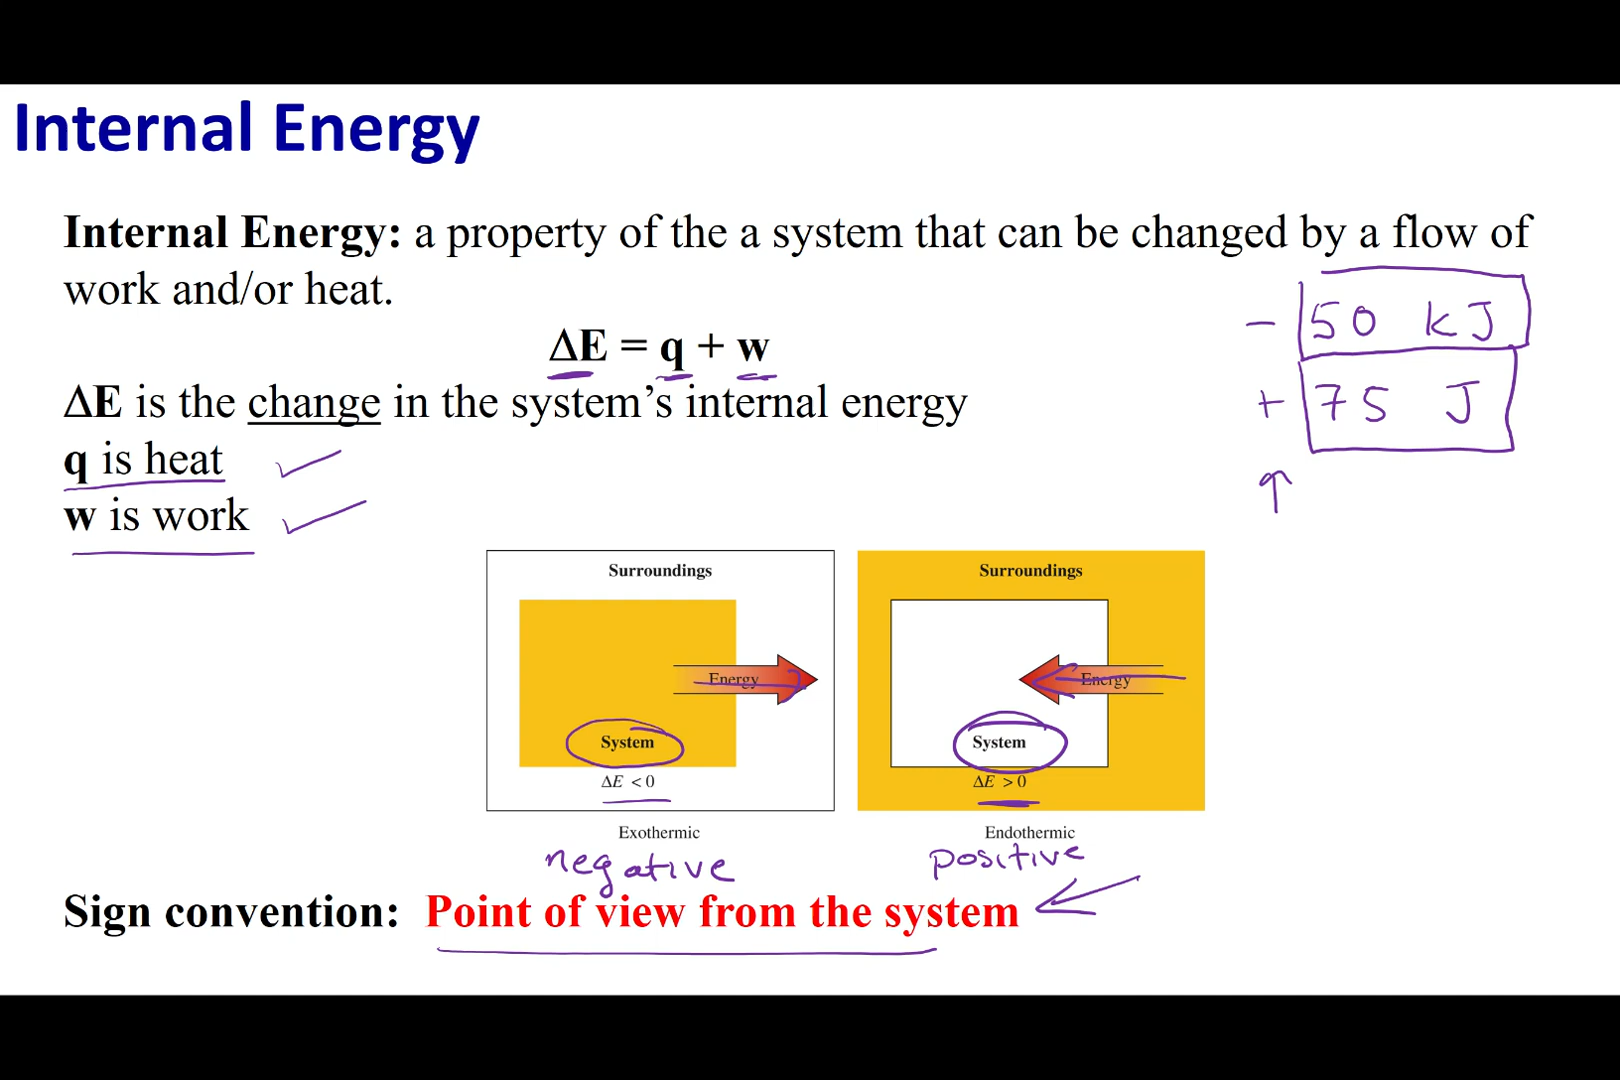 Internal Energy
Internal Energy: a property of the a system that can be changed by a flow of
work and/or heat.
- 50 kJ
ΔE = q + w
+ 75 J
ΔE is the change in the system's internal energy
q is heat
w is work
Surroundings
Energy
System
ΔE < 0
Exothermic
negative
Surroundings
Energy
System
ΔE > 0
Endothermic
positive
Sign convention: Point of view from the system